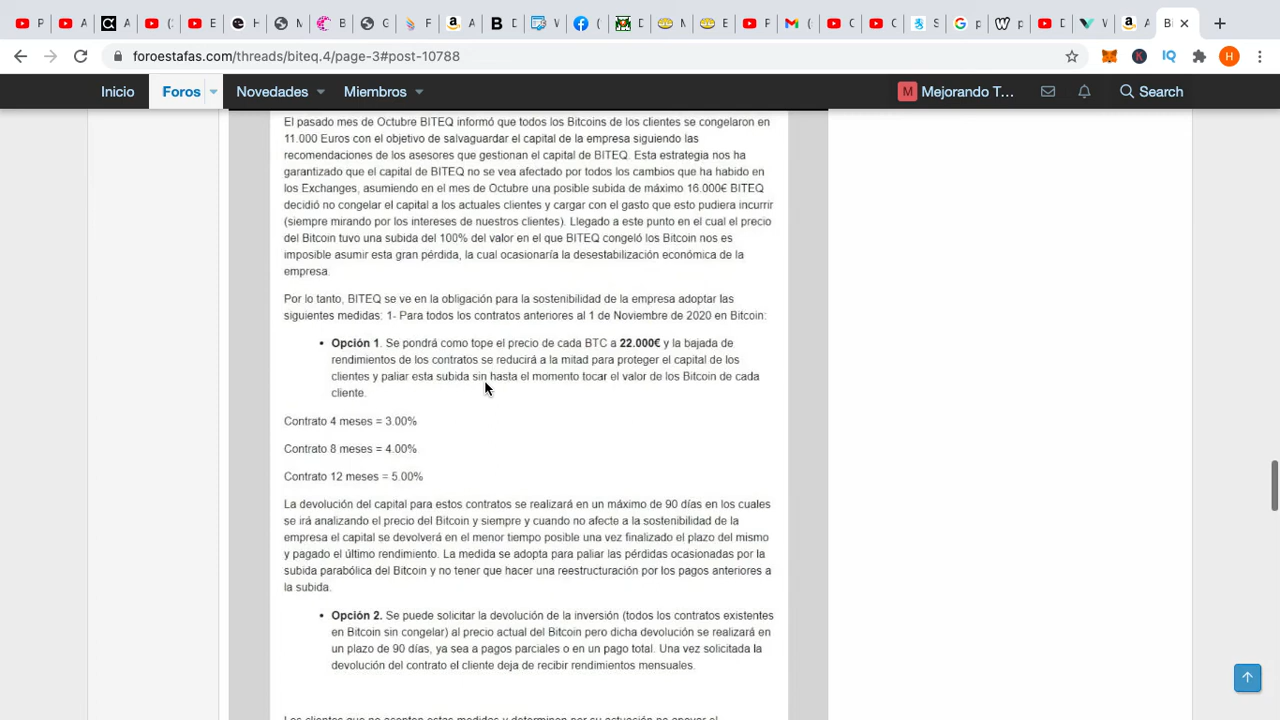 A
E
H
M
B
G
F
A
D
(
M
E
P
(
C
C
S
p
p
D
W
A
Bi
foroestafas.com/threads/biteq.4/page-3#post-10788
IQ
H
Inicio
Foros
Novedades
Miembros
M
Mejorando T...
Search
El pasado mes de Octubre BITEQ informó que todos los Bitcoins de los clientes se congelaron en
11.000 Euros con el objetivo de salvaguardar el capital de la empresa siguiendo las
recomendaciones de los asesores que gestionan el capital de BITEQ. Esta estrategia nos ha
garantizado que el capital de BITEQ no se vea afectado por todos los cambios que ha habido en
los Exchanges, asumiendo en el mes de Octubre una posible subida de máximo 16.000€ BITEQ
decidió no congelar el capital a los actuales clientes y cargar con el gasto que esto pudiera incurrir
(siempre mirando por los intereses de nuestros clientes). Llegado a este punto en el cual el precio
del Bitcoin tuvo una subida del 100% del valor en el que BITEQ congeló los Bitcoin nos es
imposible asumir esta gran pérdida, la cual ocasionaría la desestabilización económica de la
empresa.
Por lo tanto, BITEQ se ve en la obligación para la sostenibilidad de la empresa adoptar las
siguientes medidas: 1- Para todos los contratos anteriores al 1 de Noviembre de 2020 en Bitcoin:
• Opción 1. Se pondrá como tope el precio de cada BTC a 22.000€ y la bajada de
rendimientos de los contratos se reducirá a la mitad para proteger el capital de los
clientes y paliar esta subida sin hasta el momento tocar el valor de los Bitcoin de cada
cliente.
Contrato 4 meses = 3.00%
Contrato 8 meses = 4.00%
Contrato 12 meses = 5.00%
La devolución del capital para estos contratos se realizará en un máximo de 90 días en los cuales
se irá analizando el precio del Bitcoin y siempre y cuando no afecte a la sostenibilidad de la
empresa el capital se devolverá en el menor tiempo posible una vez finalizado el plazo del mismo
y pagado el último rendimiento. La medida se adopta para paliar las pérdidas ocasionadas por la
subida parabólica del Bitcoin y no tener que hacer una reestructuración por los pagos anteriores a
la subida.
• Opción 2. Se puede solicitar la devolución de la inversión (todos los contratos existentes
en Bitcoin sin congelar) al precio actual del Bitcoin pero dicha devolución se realizará en
un plazo de 90 días, ya sea a pagos parciales o en un pago total. Una vez solicitada la
devolución del contrato el cliente deja de recibir rendimientos mensuales.
Los clientes que no acepten estas medidas y determinen por su actuación no apoyar el